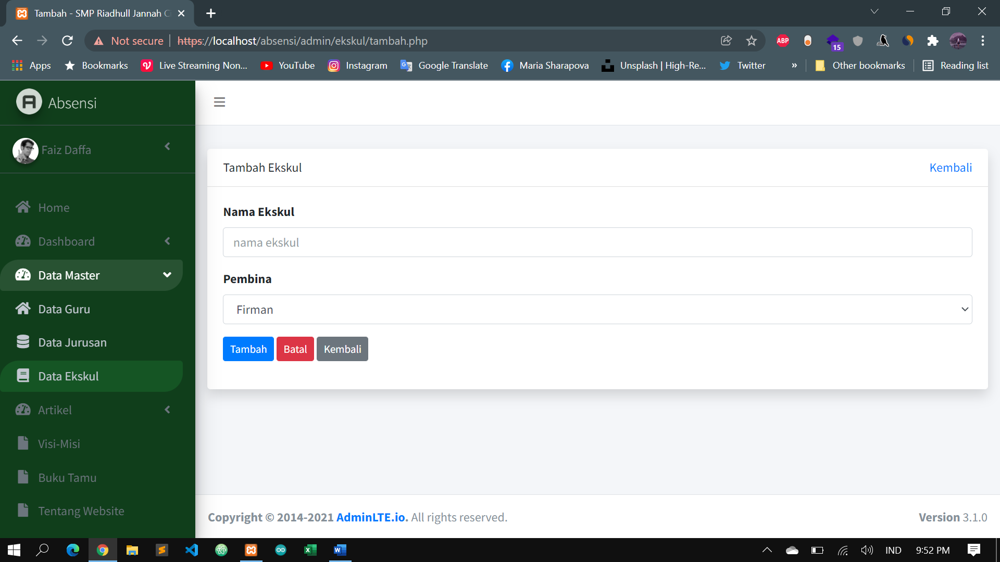 Tambah - SMP Riadhull Jannah
Not secure
https://localhost/absensi/admin/ekskul/tambah.php
ABP
15
Apps
Bookmarks
Live Streaming Non...
YouTube
Instagram
Google Translate
Maria Sharapova
Unsplash | High-Re...
Twitter
»
Other bookmarks
Reading list
A Absensi
Faiz Daffa
Home
Dashboard
Data Master
Data Guru
Data Jurusan
Data Ekskul
Artikel
Visi-Misi
Buku Tamu
Tentang Website
Tambah Ekskul
Kembali
Nama Ekskul
nama ekskul
Pembina
Firman
Tambah Batal Kembali
Copyright © 2014-2021 AdminLTE.io. All rights reserved.
Version 3.1.0
IND
9:52 PM